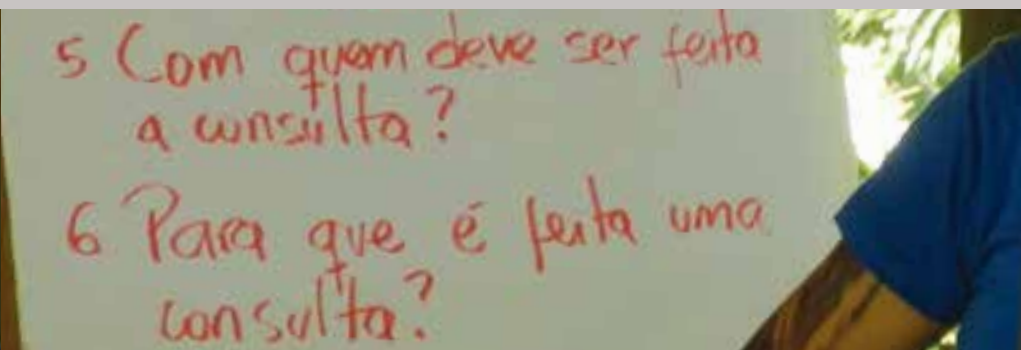 5 Com quem deve ser feita
a consulta?
6 Para que é feita uma
consulta?